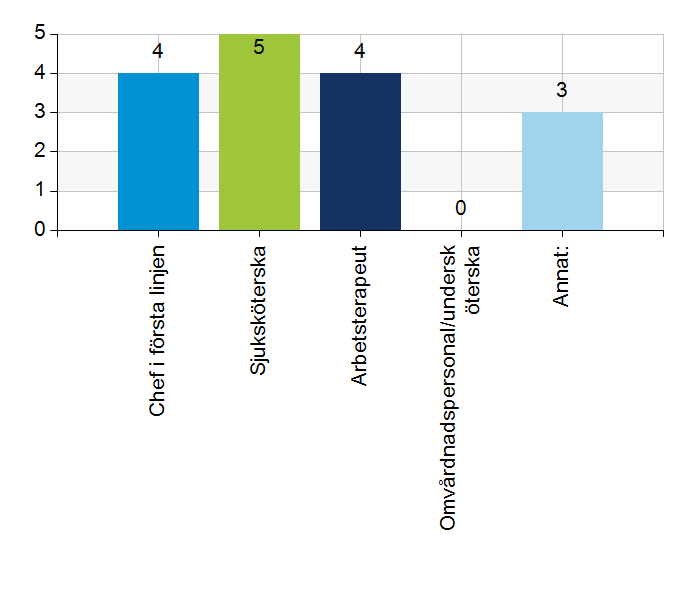 5
4
3
2
1
0
4
5
4
0
3
Chef i första linjen
Sjuksköterska
Arbetsterapeut
Omvårdnadspersonal/undersk
öterska
Annat: